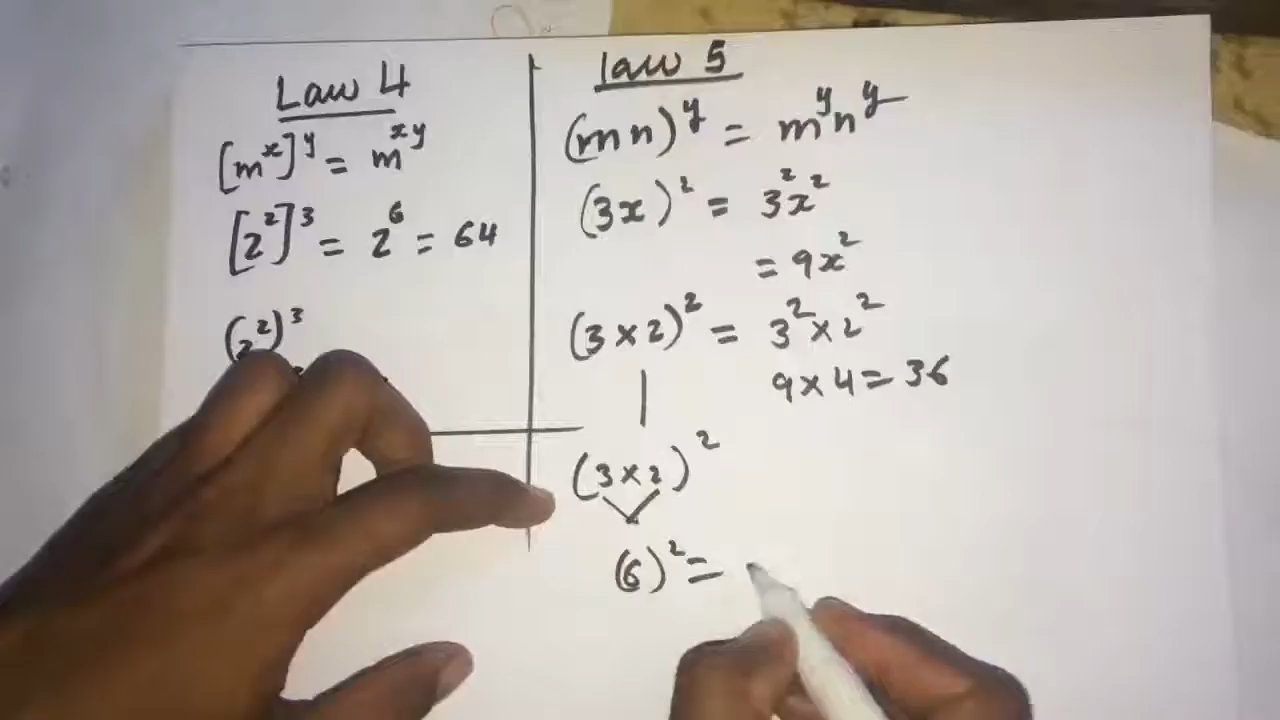 Law 4
[m^x]^y = m^xy
[2^2]^3 = 2^6 = 64
(2^2)^3
law 5
(mn)^y = m^y n^y
(3x)^2 = 3^2x^2
= 9x^2
(3×2)^2 = 3^2×2^2
9×4=36
(3×2)^2
(6)^2=